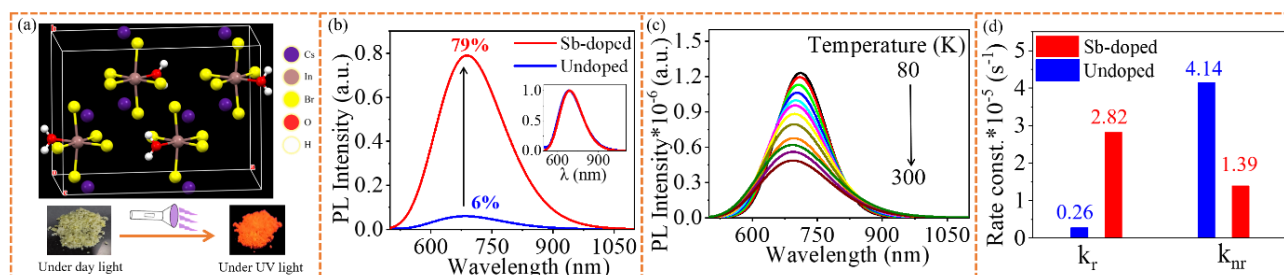 (a)
Cs
In
Br
O
H
Under day light
Under UV light
(b)
PL Intensity (a.u.)
0.8
0.6
0.4
0.2
0.0
79%
6%
Sb-doped
Undoped
1.0
0.5
0.0
600 900
λ (nm)
600 750 900 1050
Wavelength (nm)
(c)
PL Intensity*10⁻⁶ (a.u.)
1.5
1.2
0.9
0.6
0.3
0.0
Temperature (K)
80
300
600 750 900 1050
Wavelength (nm)
(d)
Rate const. *10⁻⁵ (s⁻¹)
5
4
3
2
1
0
Sb-doped
Undoped
4.14
2.82
1.39
0.26
kᵣ kₙᵣ